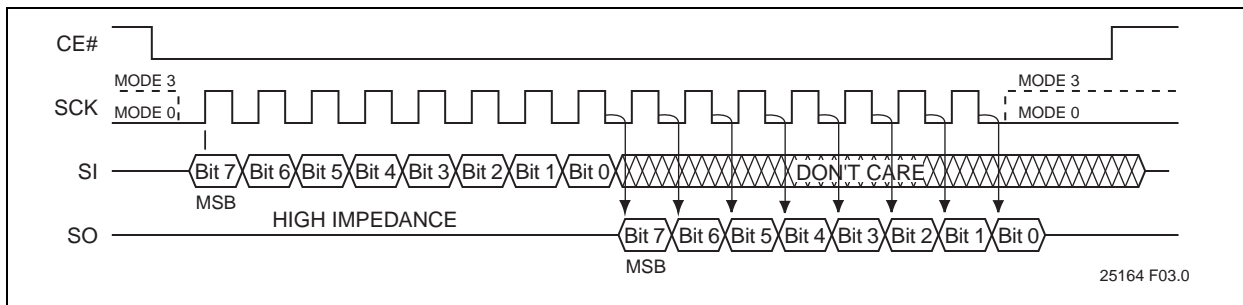 CE#
MODE 3 MODE 3
SCK
MODE 0 MODE 0
SI Bit 7 Bit 6 Bit 5 Bit 4 Bit 3 Bit 2 Bit 1 Bit 0 DON'T CARE
MSB
HIGH IMPEDANCE
SO Bit 7 Bit 6 Bit 5 Bit 4 Bit 3 Bit 2 Bit 1 Bit 0
MSB
25164 F03.0